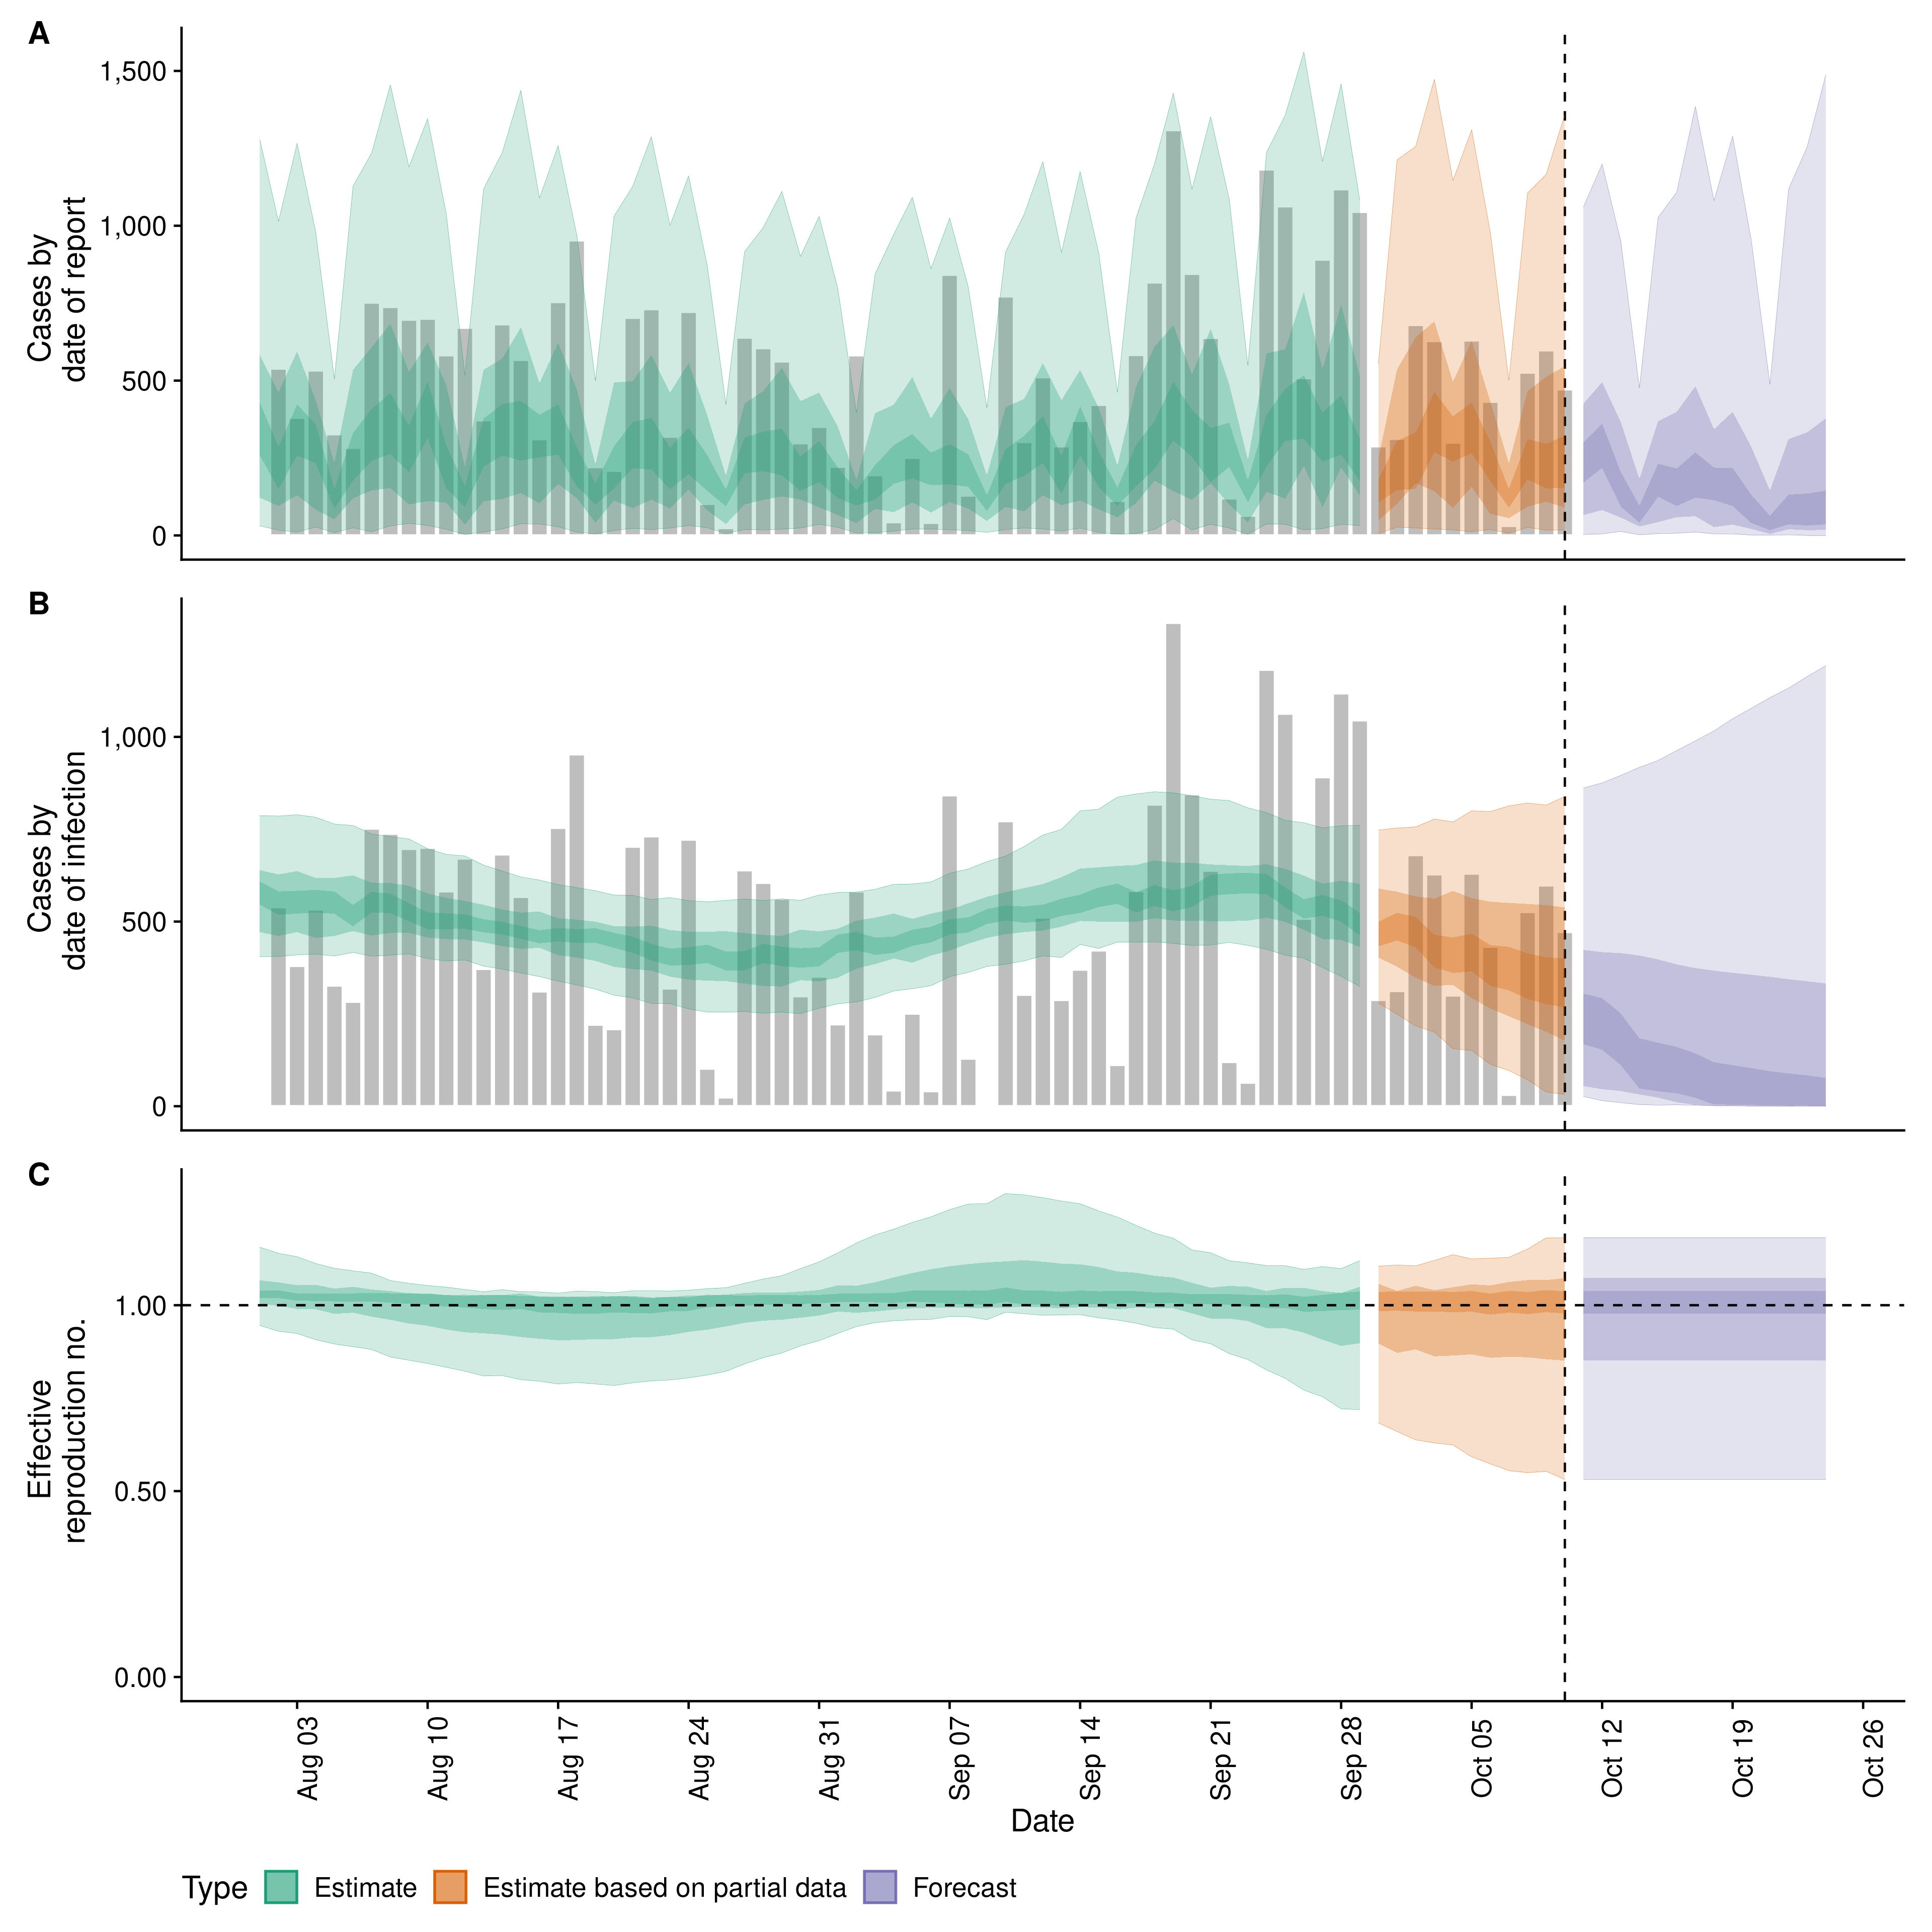 A
Cases by
date of report
1,500
1,000
500
0
B
Cases by
date of infection
1,000
500
0
C
Effective
reproduction no.
1.00
0.50
0.00
Aug 03
Aug 10
Aug 17
Aug 24
Aug 31
Sep 07
Sep 14
Sep 21
Sep 28
Oct 05
Oct 12
Oct 19
Oct 26
Date
Type Estimate Estimate based on partial data Forecast